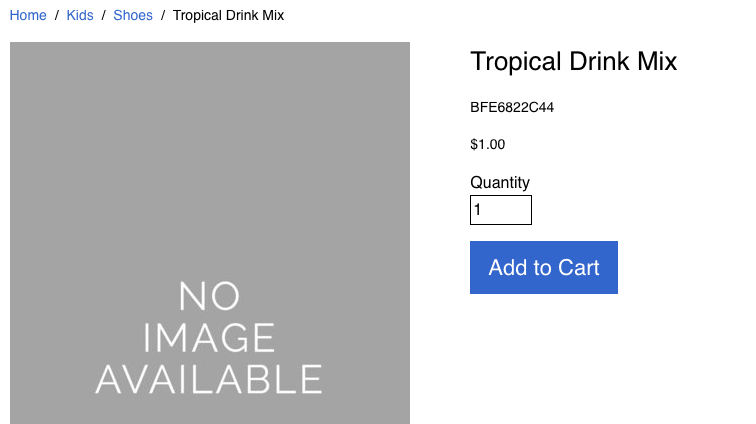 Home / Kids / Shoes / Tropical Drink Mix
Tropical Drink Mix
BFE6822C44
$1.00
Quantity
1
Add to Cart
NO
IMAGE
AVAILABLE